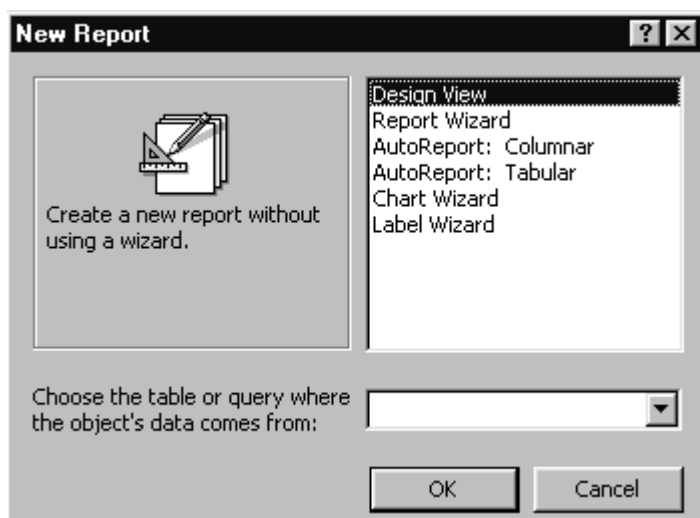 New Report
? X
Design View
Report Wizard
AutoReport: Columnar
AutoReport: Tabular
Chart Wizard
Label Wizard
Create a new report without
using a wizard.
Choose the table or query where
the object's data comes from:
OK
Cancel